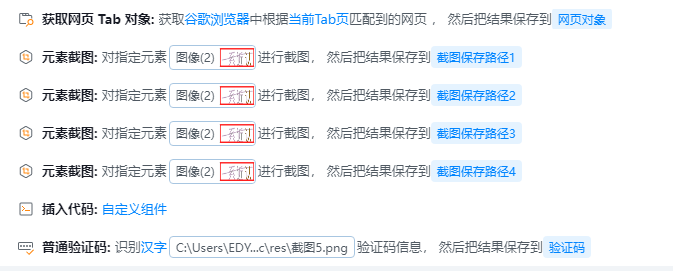 获取网页 Tab 对象: 获取谷歌浏览器中根据当前Tab页匹配到的网页 ， 然后把结果保存到 网页对象
元素截图: 对指定元素 图像(2) 进行截图， 然后把结果保存到 截图保存路径1
元素截图: 对指定元素 图像(2) 进行截图， 然后把结果保存到 截图保存路径2
元素截图: 对指定元素 图像(2) 进行截图， 然后把结果保存到 截图保存路径3
元素截图: 对指定元素 图像(2) 进行截图， 然后把结果保存到 截图保存路径4
插入代码: 自定义组件
普通验证码: 识别汉字 C:\Users\EDY...c\res\截图5.png 验证码信息， 然后把结果保存到 验证码